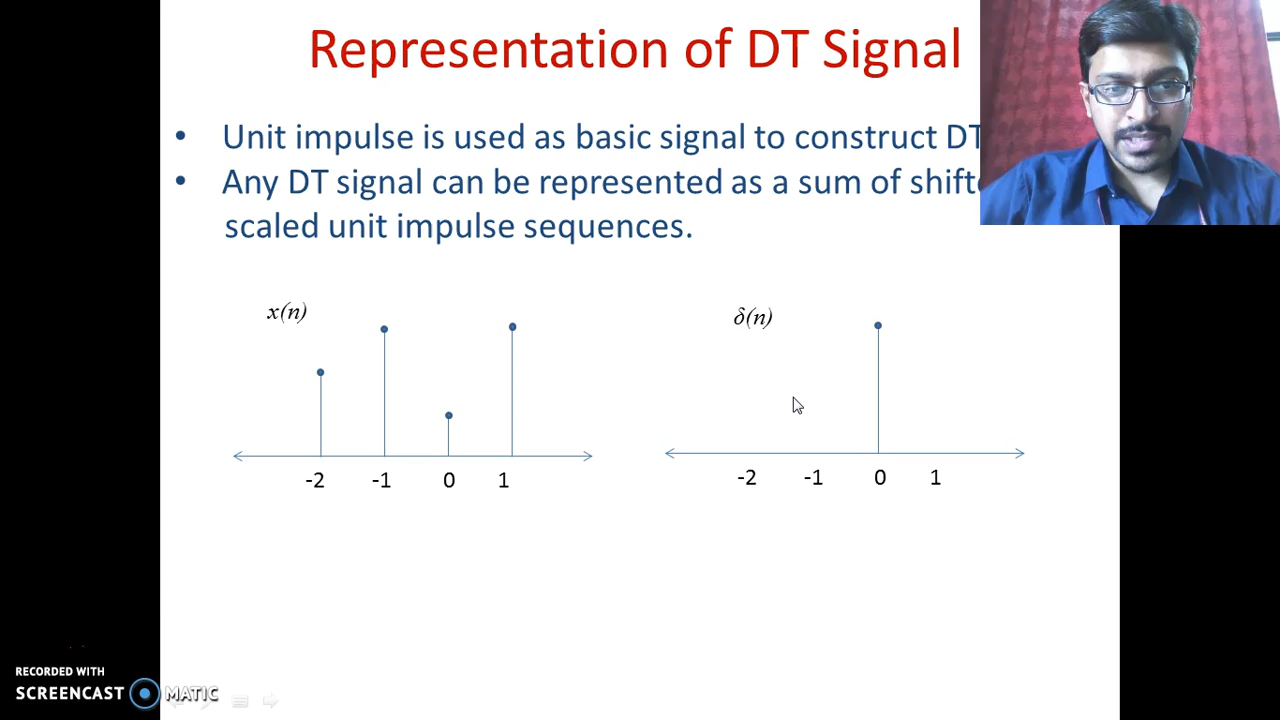 Representation of DT Signal
• Unit impulse is used as basic signal to construct DT
• Any DT signal can be represented as a sum of
scaled unit impulse sequences.
x(n)
δ(n)
-2 -1 0 1
-2 -1 0 1
RECORDED WITH
SCREENCAST MATIC